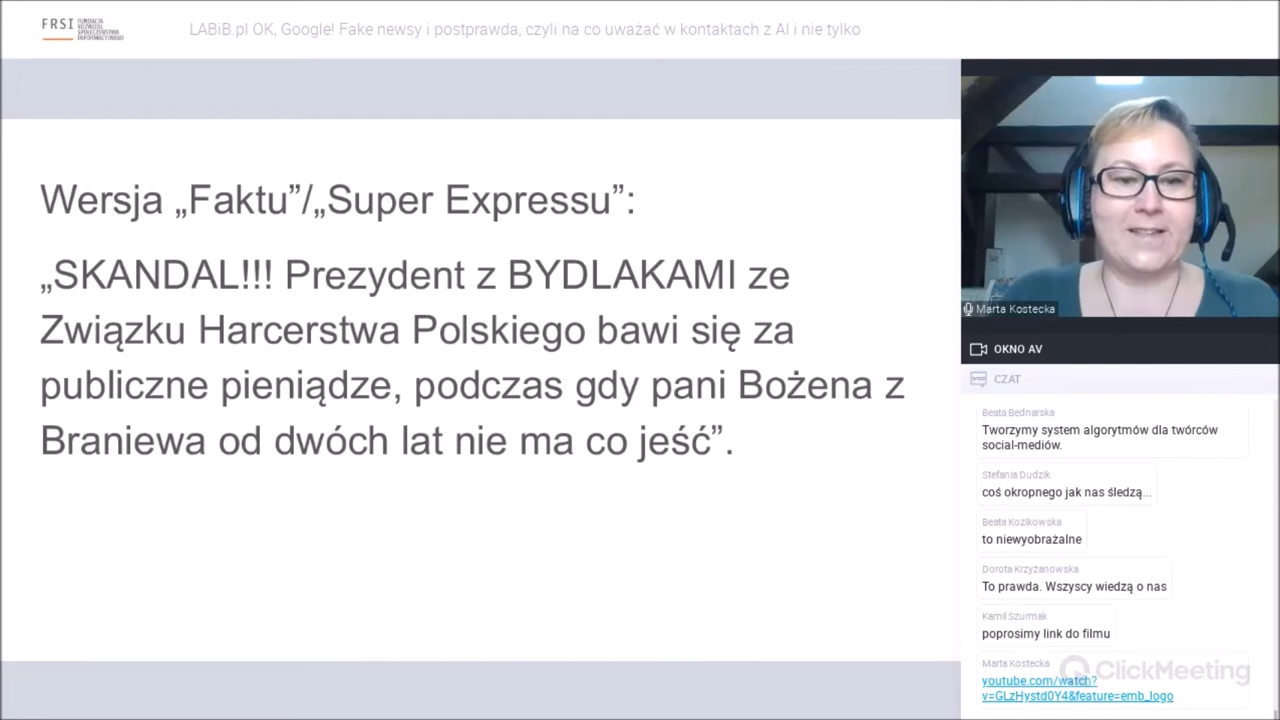 FRSI FUNDACJA
ROZWOJU
SPOŁECZEŃSTWA
INFORMACYJNEGO
LABiB.pl OK, Google! Fake newsy i postprawda, czyli na co uważać w kontaktach z AI i nie tylko
Wersja „Faktu”/„Super Expressu”:
„SKANDAL!!! Prezydent z BYDLAKAMI ze
Związku Harcerstwa Polskiego bawi się za
publiczne pieniądze, podczas gdy pani Bożena z
Braniewa od dwóch lat nie ma co jeść”.
Marta Kostecka
OKNO AV
CZAT
Beata Bednarska
Tworzymy system algorytmów dla twórców
social-mediów.
Stefania Dudzik
coś okropnego jak nas śledzą...
Beata Kozikowska
to niewyobrażalne
Dorota Krzyżanowska
To prawda. Wszyscy wiedzą o nas
Kamil Szurmak
poprosimy link do filmu
Marta Kostecka
youtube.com/watch?
v=GLzHystd0Y4&feature=emb_logo
ClickMeeting